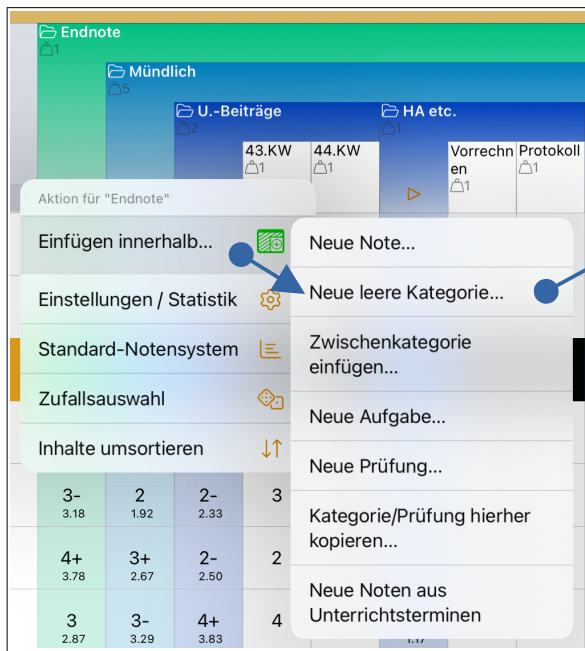 Endnote
1
Mündlich
5
U.-Beiträge
2
HA etc.
1
43.KW
1
44.KW
1
Vorrechn
en
1
Protokoll
1
Aktion für "Endnote"
Einfügen innerhalb...
Einstellungen / Statistik
Standard-Notensystem
Zufallsauswahl
Inhalte umsortieren
Neue Note...
Neue leere Kategorie...
Zwischenkategorie
einfügen...
Neue Aufgabe...
Neue Prüfung...
Kategorie/Prüfung hierher
kopieren...
Neue Noten aus
Unterrichtsterminen
3- 2 2- 3
3.18 1.92 2.33
4+ 3+ 2- 2
3.78 2.67 2.50
3 3- 4+ 4
2.87 3.29 3.83
1.17